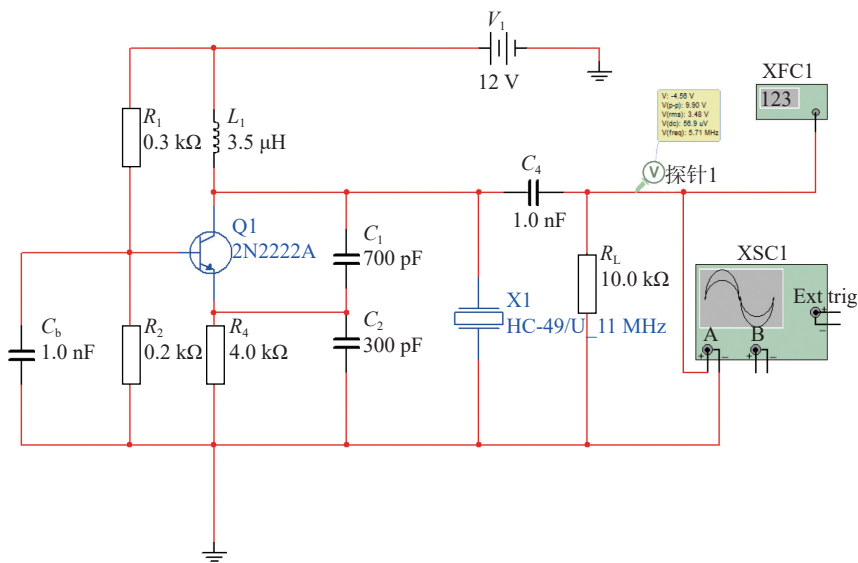 V1
12 V
XFC1
123
V: -4.56 V
V(p-p): 9.90 V
V(rms): 3.48 V
V(dc): 56.9 uV
V(freq): 5.71 MHz
R1
0.3 kΩ
L1
3.5 μH
C4
1.0 nF
V
探针1
Q1
2N2222A
C1
700 pF
RL
10.0 kΩ
XSC1
Ext trig
A
B
X1
HC-49/U_11 MHz
Cb
1.0 nF
R2
0.2 kΩ
R4
4.0 kΩ
C2
300 pF